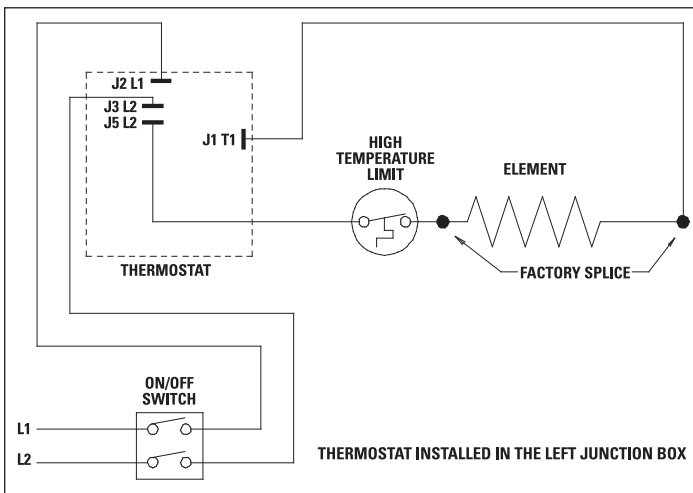 J2 L1
J3 L2
J5 L2
J1 T1
HIGH
TEMPERATURE
LIMIT
ELEMENT
THERMOSTAT
FACTORY SPLICE
ON/OFF
SWITCH
L1
L2
THERMOSTAT INSTALLED IN THE LEFT JUNCTION BOX